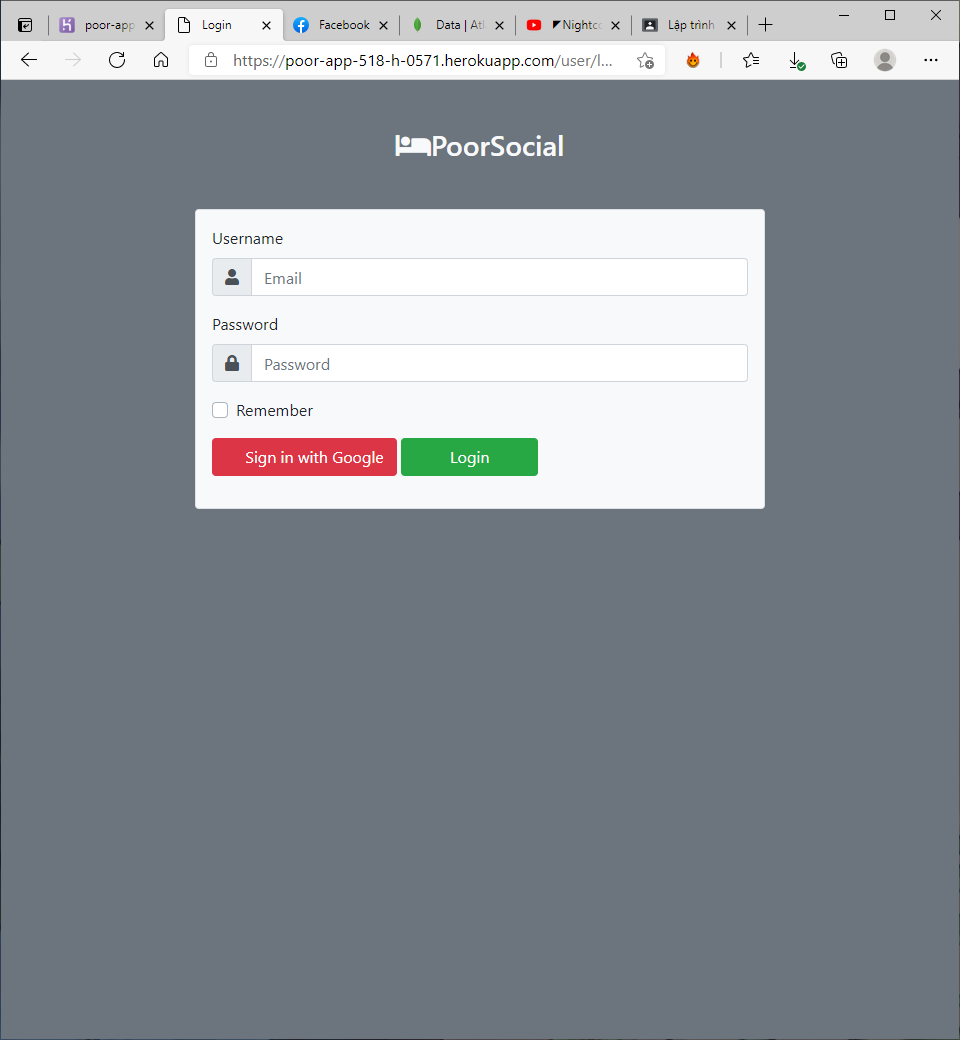 poor-app
Login
Facebook
Data | Atl
Nightco
Lập trình
https://poor-app-518-h-0571.herokuapp.com/user/l...
PoorSocial
Username
Email
Password
Password
Remember
Sign in with Google
Login